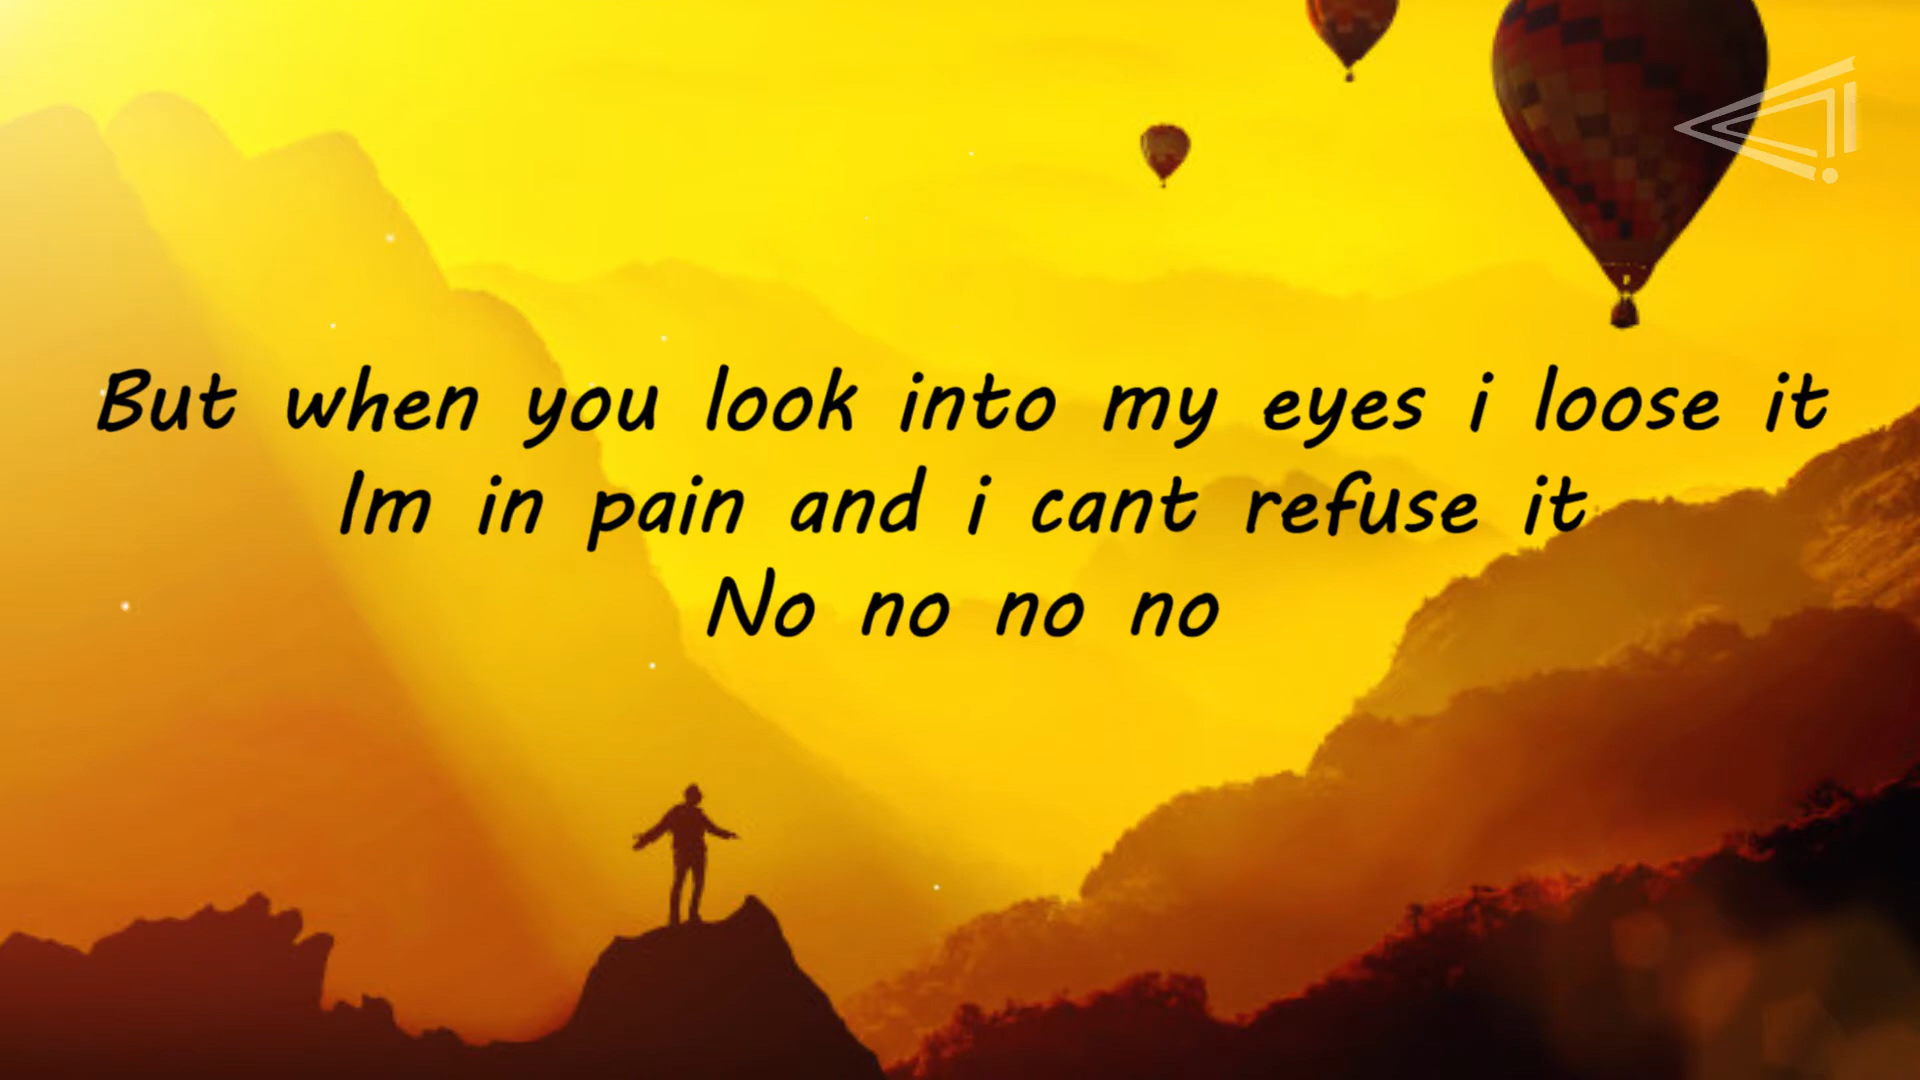 But when you look into my eyes i loose it
Im in pain and i cant refuse it
No no no no